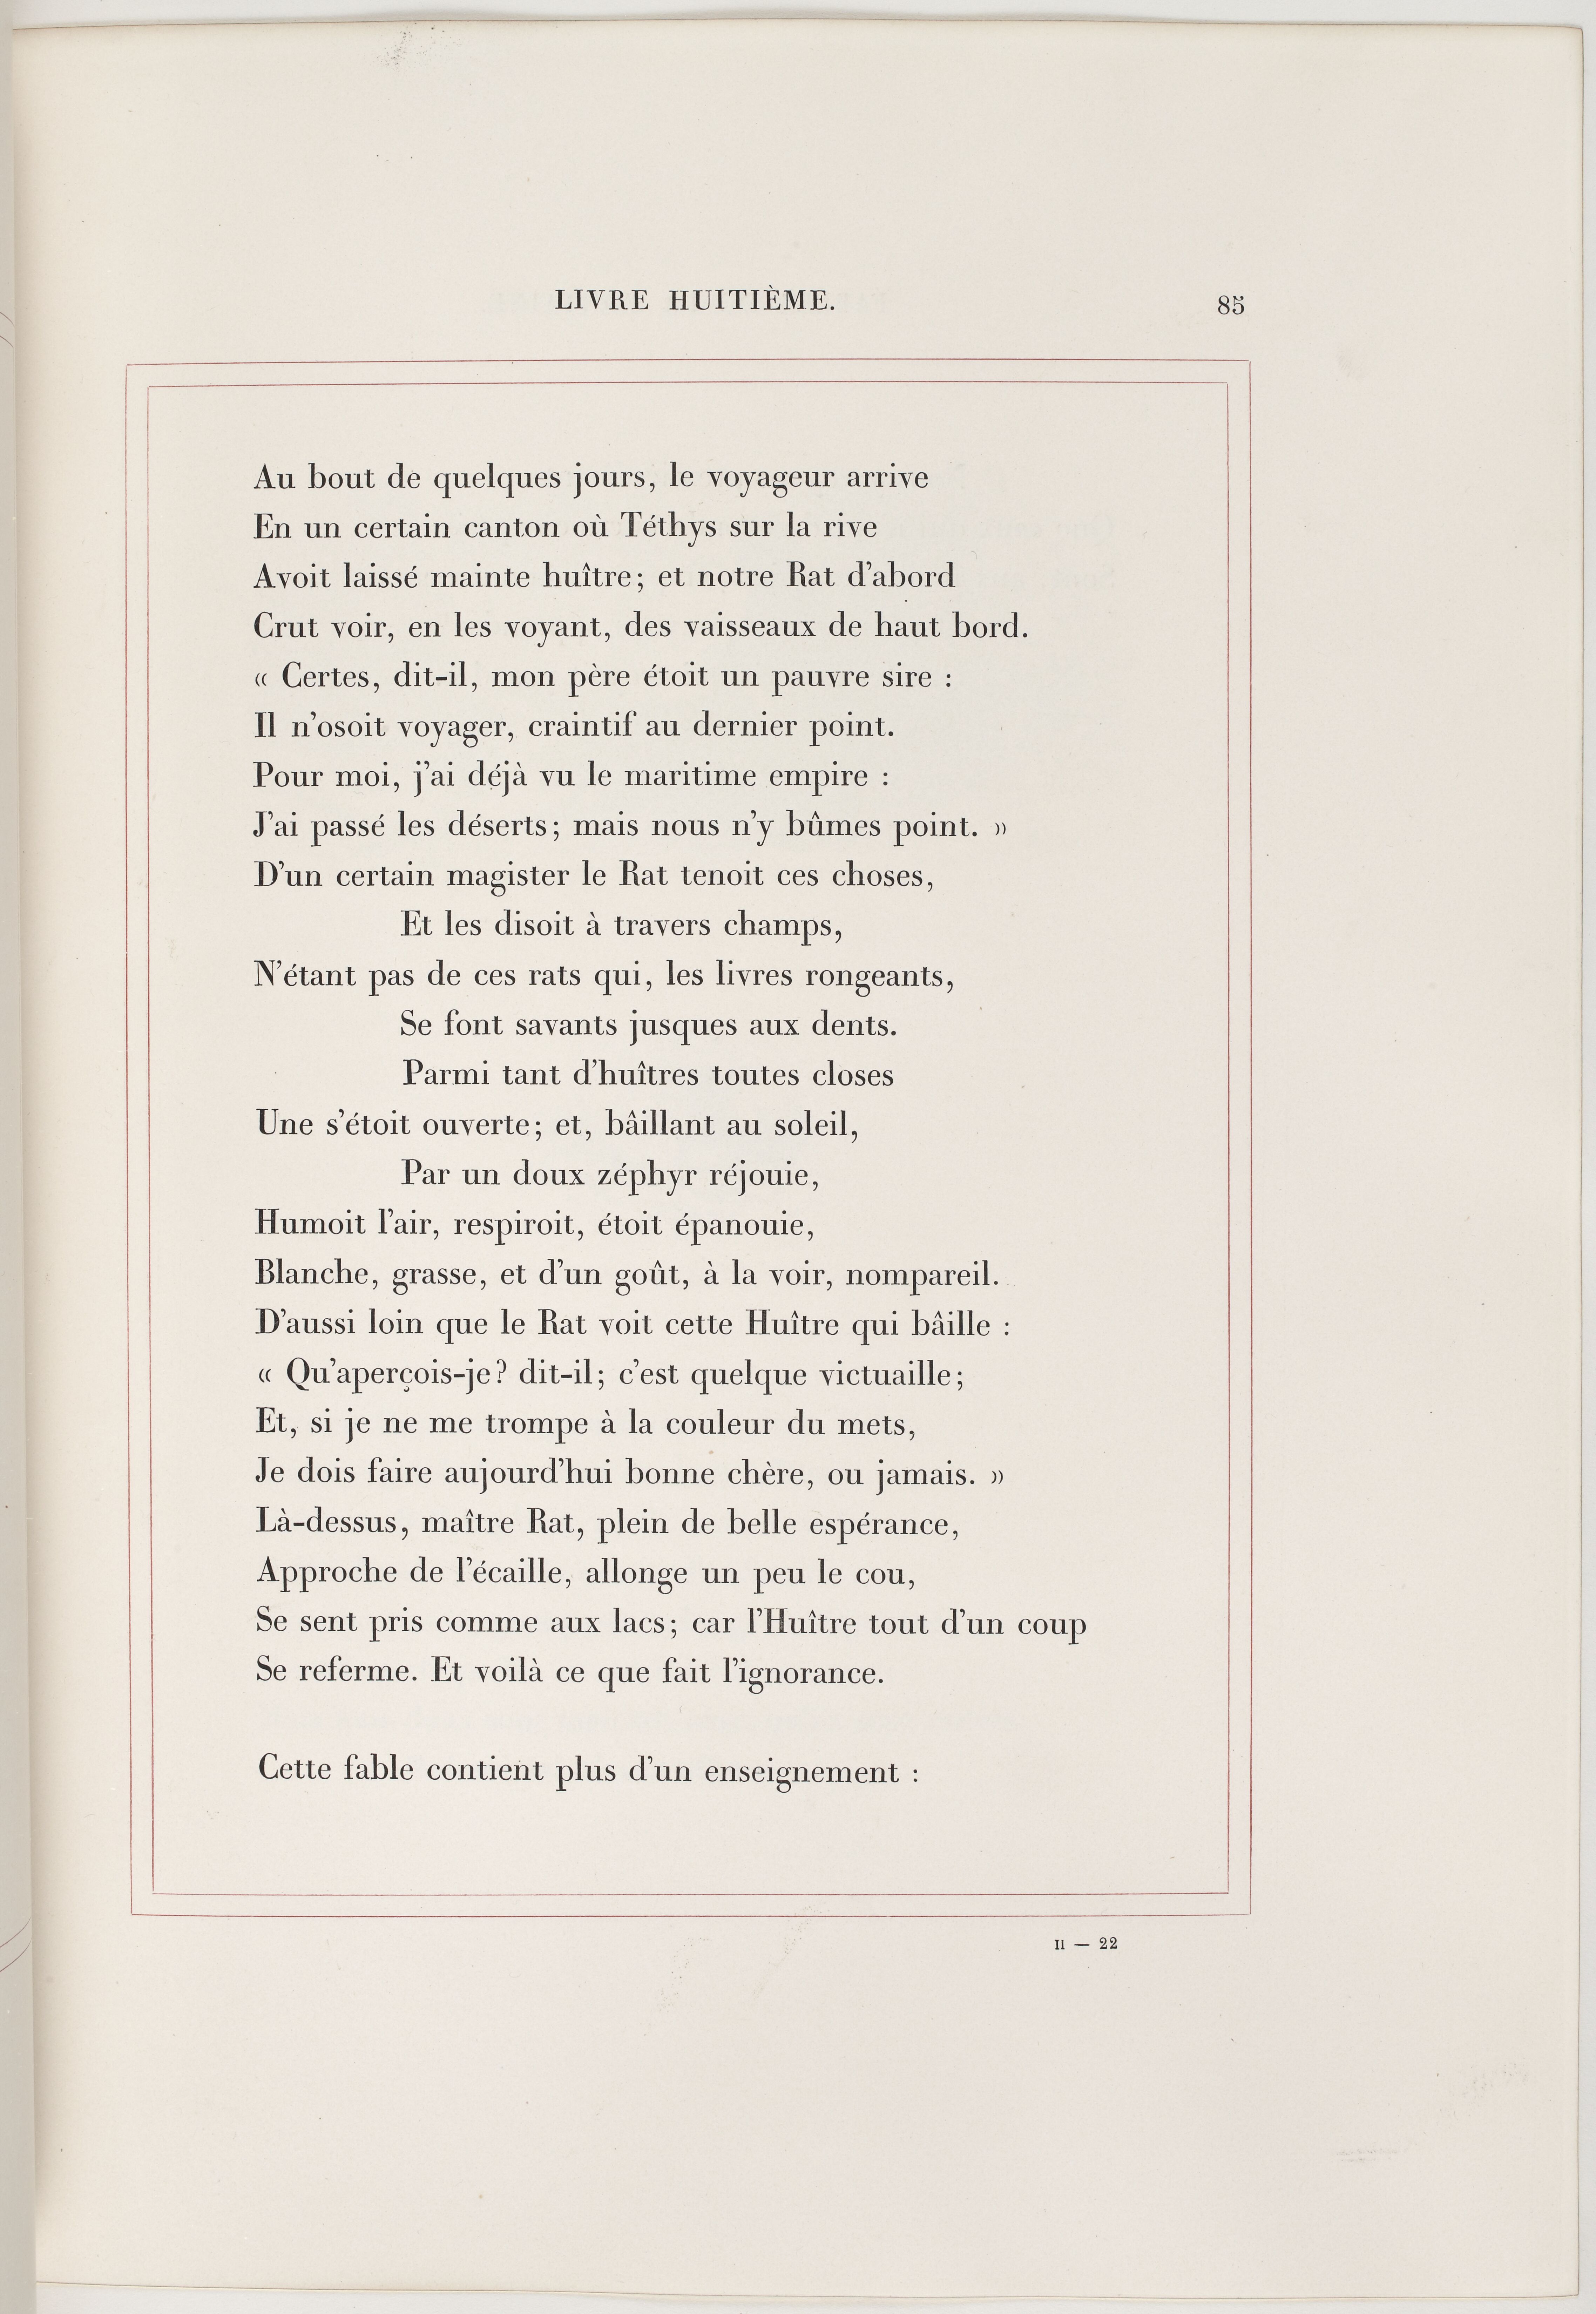 LIVRE HUITIÈME. 85
Au bout de quelques jours, le voyageur arrive
En un certain canton où Téthys sur la rive
Avoit laissé mainte huître; et notre Rat d'abord
Crut voir, en les voyant, des vaisseaux de haut bord.
« Certes, dit-il, mon père étoit un pauvre sire :
Il n'osoit voyager, craintif au dernier point.
Pour moi, j'ai déjà vu le maritime empire :
J'ai passé les déserts; mais nous n'y bûmes point. »
D'un certain magister le Rat tenoit ces choses,
Et les disoit à travers champs,
N'étant pas de ces rats qui, les livres rongeants,
Se font savants jusques aux dents.
Parmi tant d'huîtres toutes closes
Une s'étoit ouverte; et, bâillant au soleil,
Par un doux zéphyr réjouie,
Humoit l'air, respiroit, étoit épanouie,
Blanche, grasse, et d'un goût, à la voir, nompareil.
D'aussi loin que le Rat voit cette Huître qui bâille :
« Qu'aperçois-je? dit-il; c'est quelque victuaille;
Et, si je ne me trompe à la couleur du mets,
Je dois faire aujourd'hui bonne chère, ou jamais. »
Là-dessus, maître Rat, plein de belle espérance,
Approche de l'écaille, allonge un peu le cou,
Se sent pris comme aux lacs; car l'Huître tout d'un coup
Se referme. Et voilà ce que fait l'ignorance.
Cette fable contient plus d'un enseignement :
II — 22